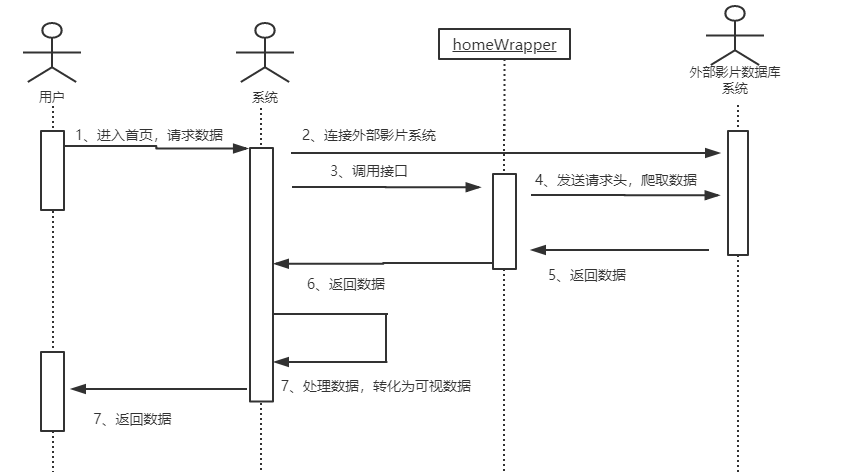 homeWrapper
外部影片数据库
系统
用户
系统
1、进入首页，请求数据
2、连接外部影片系统
3、调用接口
4、发送请求头，爬取数据
5、返回数据
6、返回数据
7、处理数据，转化为可视数据
7、返回数据